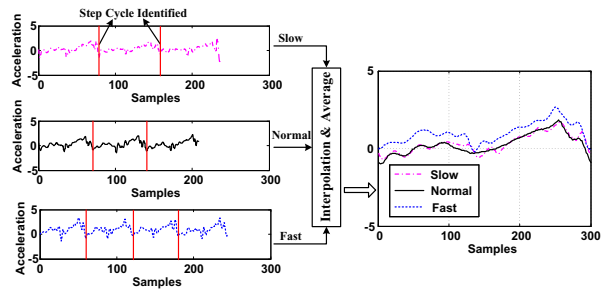 Step Cycle Identified
Acceleration
5
0
-5
0
100
200
300
Samples
Slow
Acceleration
5
0
-5
0
100
200
300
Samples
Normal
Acceleration
5
0
-5
0
100
200
300
Samples
Fast
Interpolation & Average
5
0
-5
0
100
200
300
Samples
Slow
Normal
Fast